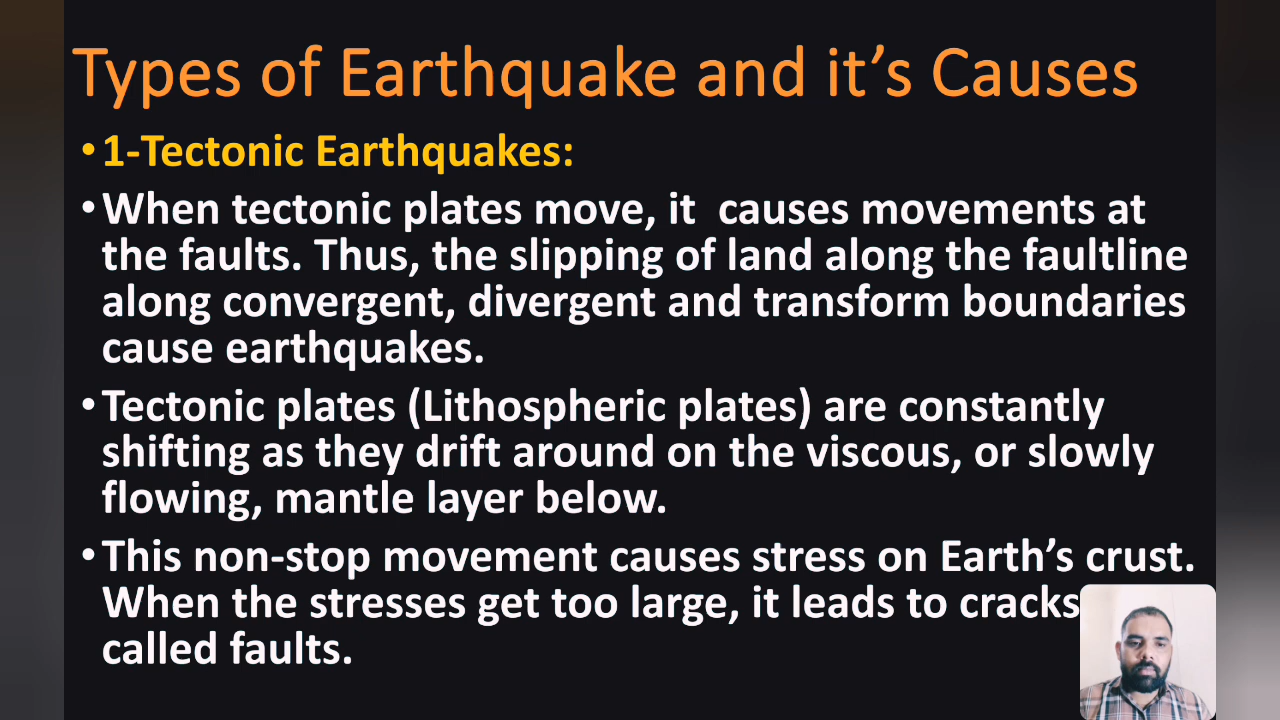 Types of Earthquake and it’s Causes
•1-Tectonic Earthquakes:
•When tectonic plates move, it  causes movements at
the faults. Thus, the slipping of land along the faultline
along convergent, divergent and transform boundaries
cause earthquakes.
•Tectonic plates (Lithospheric plates) are constantly
shifting as they drift around on the viscous, or slowly
flowing, mantle layer below.
•This non-stop movement causes stress on Earth’s crust.
When the stresses get too large, it leads to cracks
called faults.